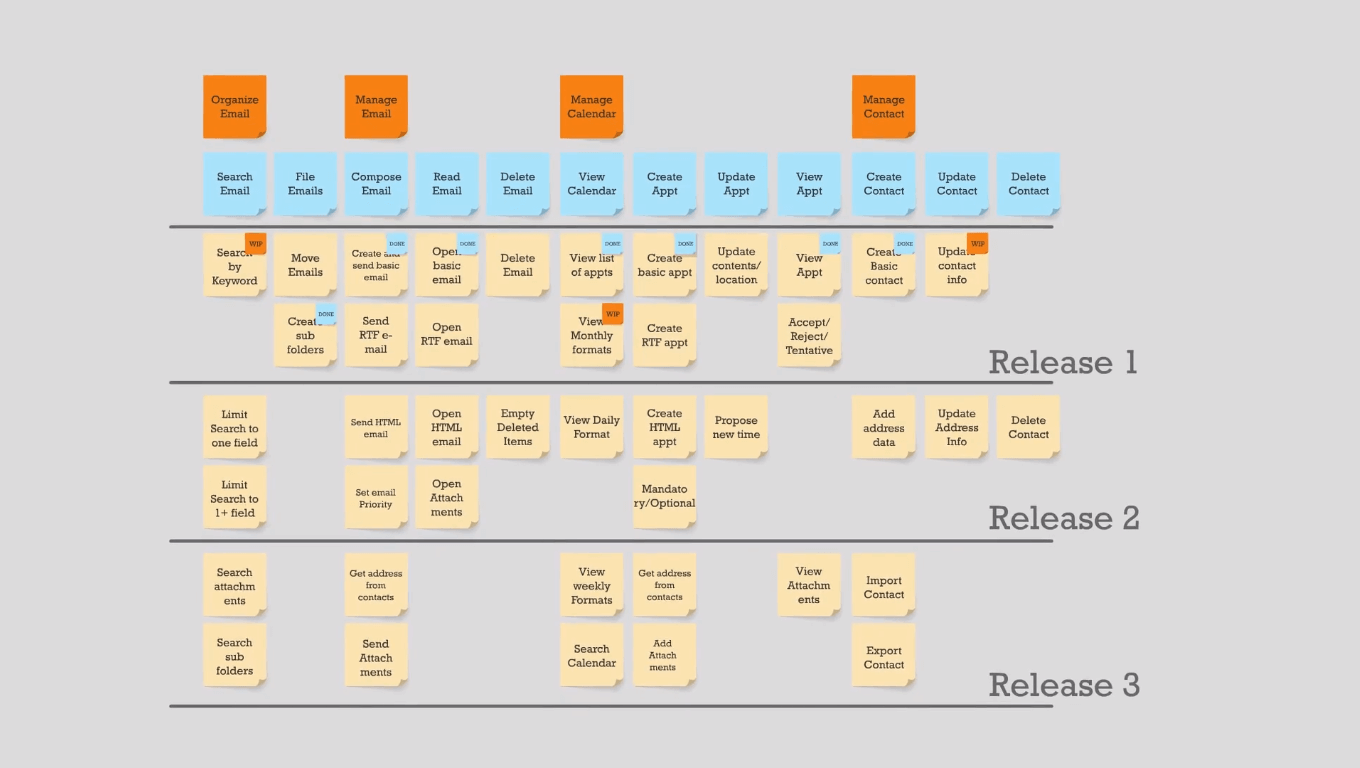 Organize
Email
Manage
Email
Manage
Calendar
Manage
Contact
Search
Email
File
Emails
Compose
Email
Read
Email
Delete
Email
View
Calendar
Create
Appt
Update
Appt
View
Appt
Create
Contact
Update
Contact
Delete
Contact
WIP
Search
by
Keyword
Move
Emails
DONE
Create and
send basic
email
DONE
Open
basic
email
Delete
Email
DONE
View list
of appts
DONE
Create
basic appt
Update
contents/
location
DONE
View
Appt
DONE
Create
Basic
contact
WIP
Update
contact
info
DONE
Create
sub
folders
Send
RTF e-
mail
Open
RTF email
WIP
View
Monthly
formats
Create
RTF appt
Accept/
Reject/
Tentative
Release 1
Limit
Search to
one field
Send HTML
email
Open
HTML
email
Empty
Deleted
Items
View Daily
Format
Create
HTML
appt
Propose
new time
Add
address
data
Update
Address
Info
Delete
Contact
Limit
Search to
1+ field
Set email
Priority
Open
Attach
ments
Mandato
ry/Optional
Release 2
Search
attachm
ents
Get address
from
contacts
View
weekly
Formats
Get address
from
contacts
View
Attachm
ents
Import
Contact
Search
sub
folders
Send
Attach
ments
Search
Calendar
Add
Attach
ments
Export
Contact
Release 3